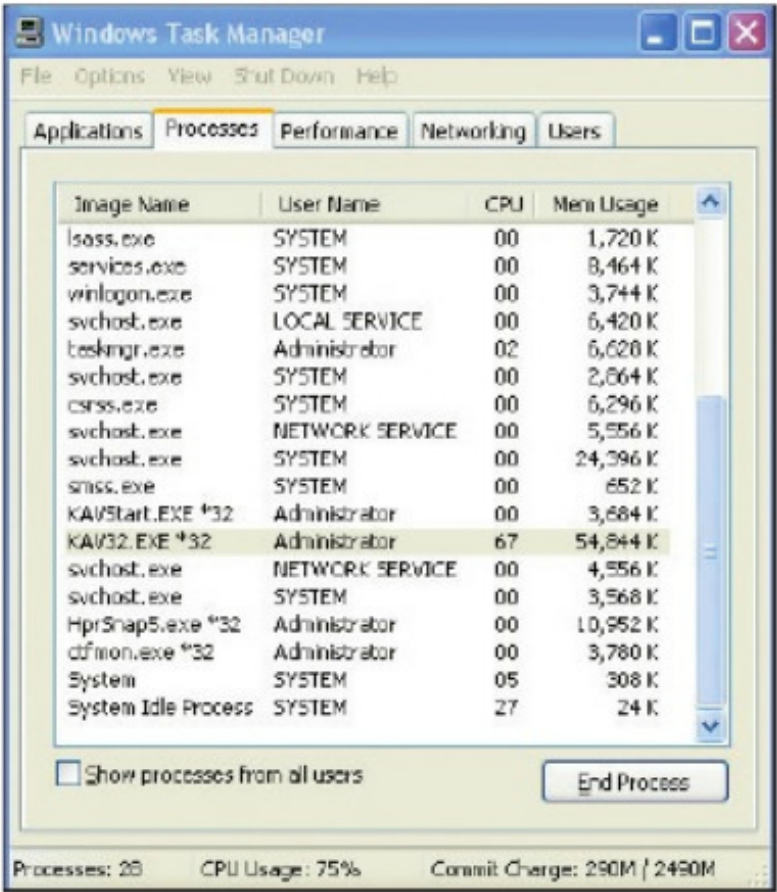 Windows Task Manager
File Options View Shut Down Help
Applications Processes Performance Networking Users
Image Name User Name CPU Mem Usage
lsass.exe SYSTEM 00 1,720 K
services.exe SYSTEM 00 8,464 K
winlogon.exe SYSTEM 00 3,744 K
svchost.exe LOCAL SERVICE 00 6,420 K
taskmgr.exe Administrator 02 6,628 K
svchost.exe SYSTEM 00 2,864 K
csrss.exe SYSTEM 00 6,296 K
svchost.exe NETWORK SERVICE 00 5,556 K
svchost.exe SYSTEM 00 24,396 K
smss.exe SYSTEM 00 652 K
KAVStart.EXE *32 Administrator 00 3,684 K
KAV32.EXE *32 Administrator 67 54,844 K
svchost.exe NETWORK SERVICE 00 4,556 K
svchost.exe SYSTEM 00 3,568 K
HprSnap5.exe *32 Administrator 00 10,952 K
ctfmon.exe *32 Administrator 00 3,780 K
System SYSTEM 05 308 K
System Idle Process SYSTEM 27 24 K
Show processes from all users
End Process
Processes: 28 CPU Usage: 75% Commit Charge: 290M / 2490M